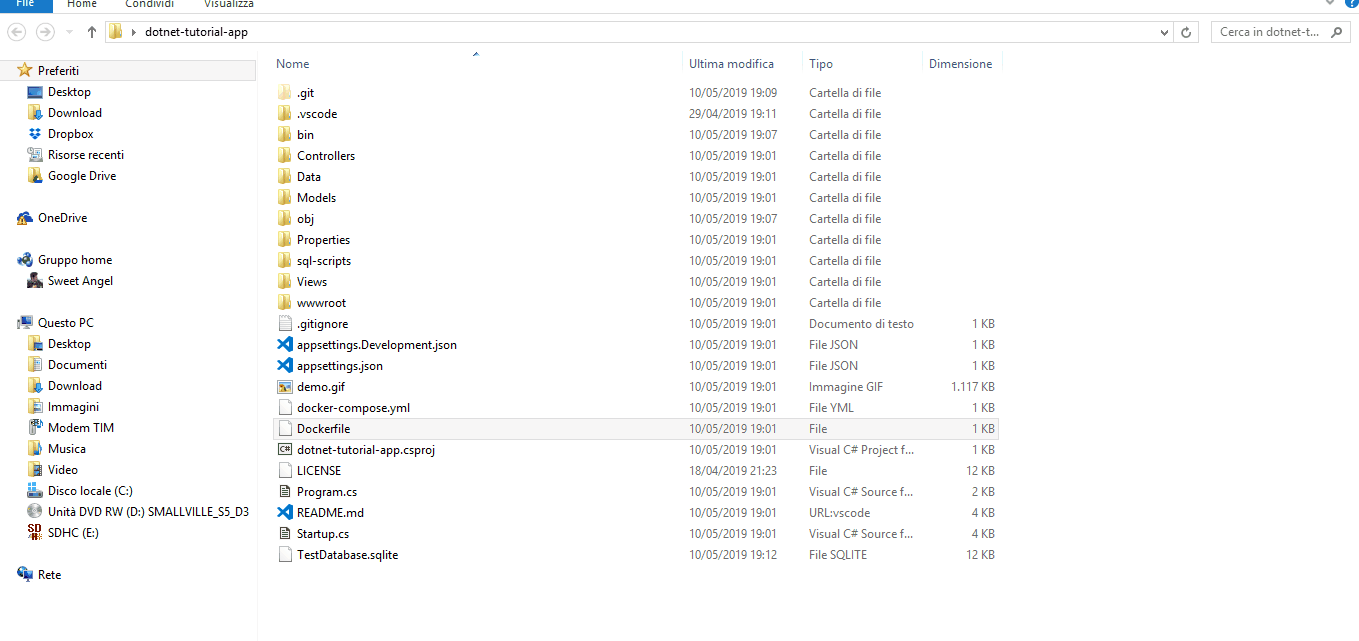 File Home Condividi Visualizza
dotnet-tutorial-app Cerca in dotnet-t...
Preferiti
Desktop
Download
Dropbox
Risorse recenti
Google Drive
OneDrive
Gruppo home
Sweet Angel
Questo PC
Desktop
Documenti
Download
Immagini
Modem TIM
Musica
Video
Disco locale (C:)
Unità DVD RW (D:) SMALLVILLE_S5_D3
SDHC (E:)
Rete
Nome Ultima modifica Tipo Dimensione
.git 10/05/2019 19:09 Cartella di file
.vscode 29/04/2019 19:11 Cartella di file
bin 10/05/2019 19:07 Cartella di file
Controllers 10/05/2019 19:01 Cartella di file
Data 10/05/2019 19:01 Cartella di file
Models 10/05/2019 19:01 Cartella di file
obj 10/05/2019 19:07 Cartella di file
Properties 10/05/2019 19:01 Cartella di file
sql-scripts 10/05/2019 19:01 Cartella di file
Views 10/05/2019 19:01 Cartella di file
wwwroot 10/05/2019 19:01 Cartella di file
.gitignore 10/05/2019 19:01 Documento di testo 1 KB
appsettings.Development.json 10/05/2019 19:01 File JSON 1 KB
appsettings.json 10/05/2019 19:01 File JSON 1 KB
demo.gif 10/05/2019 19:01 Immagine GIF 1.117 KB
docker-compose.yml 10/05/2019 19:01 File YML 1 KB
Dockerfile 10/05/2019 19:01 File 1 KB
C# dotnet-tutorial-app.csproj 10/05/2019 19:01 Visual C# Project f... 1 KB
LICENSE 18/04/2019 21:23 File 12 KB
Program.cs 10/05/2019 19:01 Visual C# Source f... 2 KB
README.md 10/05/2019 19:01 URL:vscode 4 KB
Startup.cs 10/05/2019 19:01 Visual C# Source f... 4 KB
TestDatabase.sqlite 10/05/2019 19:12 File SQLITE 12 KB